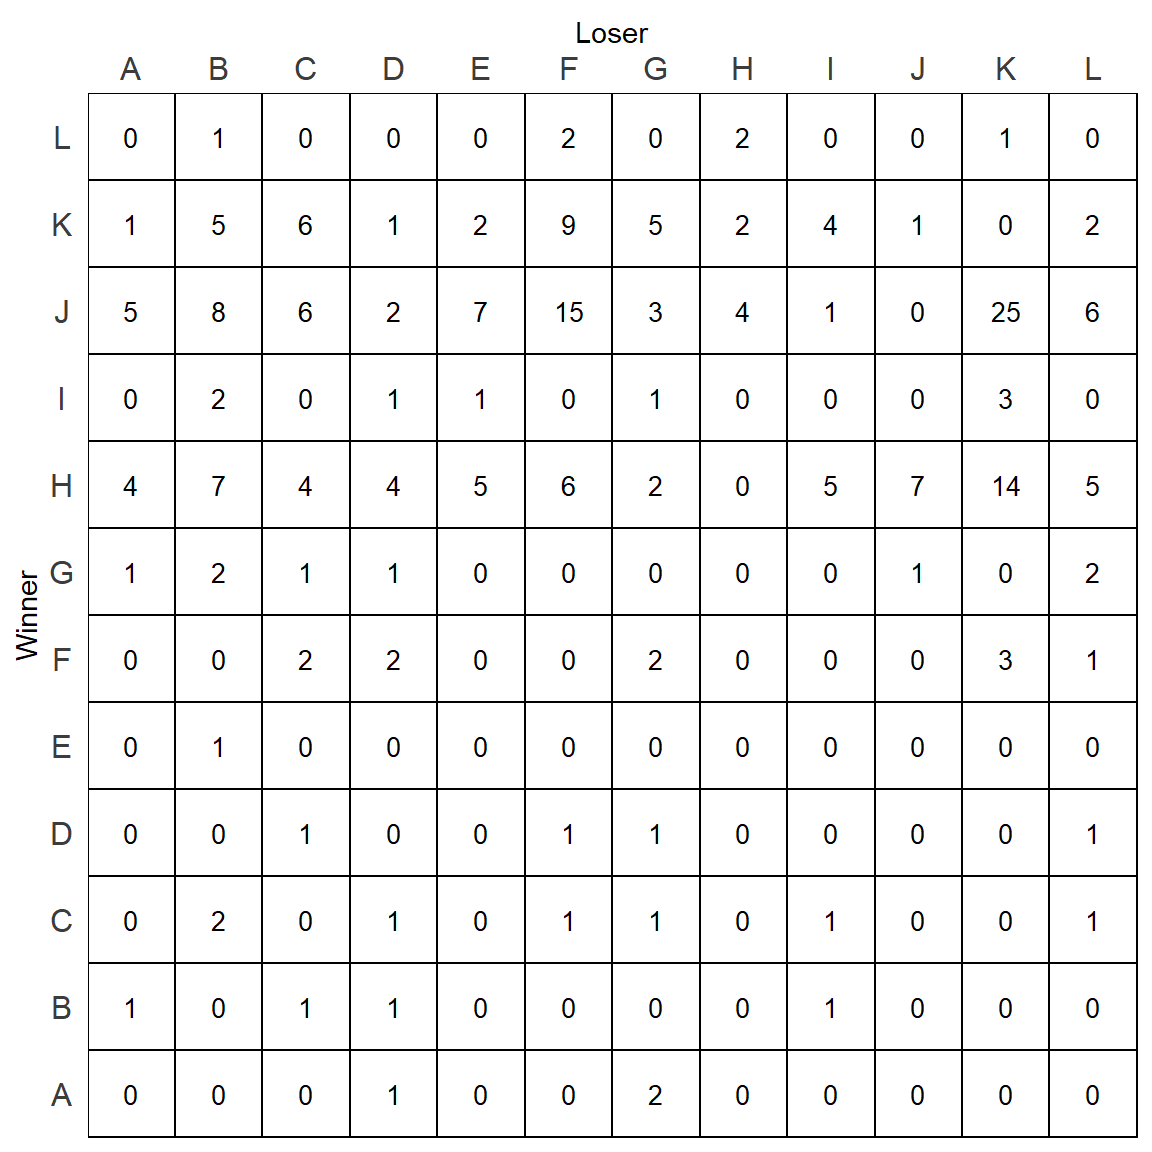 Loser
A B C D E F G H I J K L
L 0 1 0 0 0 2 0 2 0 0 1 0
K 1 5 6 1 2 9 5 2 4 1 0 2
J 5 8 6 2 7 15 3 4 1 0 25 6
I 0 2 0 1 1 0 1 0 0 0 3 0
H 4 7 4 4 5 6 2 0 5 7 14 5
G 1 2 1 1 0 0 0 0 0 1 0 2
Winner
F 0 0 2 2 0 0 2 0 0 0 3 1
E 0 1 0 0 0 0 0 0 0 0 0 0
D 0 0 1 0 0 1 1 0 0 0 0 1
C 0 2 0 1 0 1 1 0 1 0 0 1
B 1 0 1 1 0 0 0 0 1 0 0 0
A 0 0 0 1 0 0 2 0 0 0 0 0